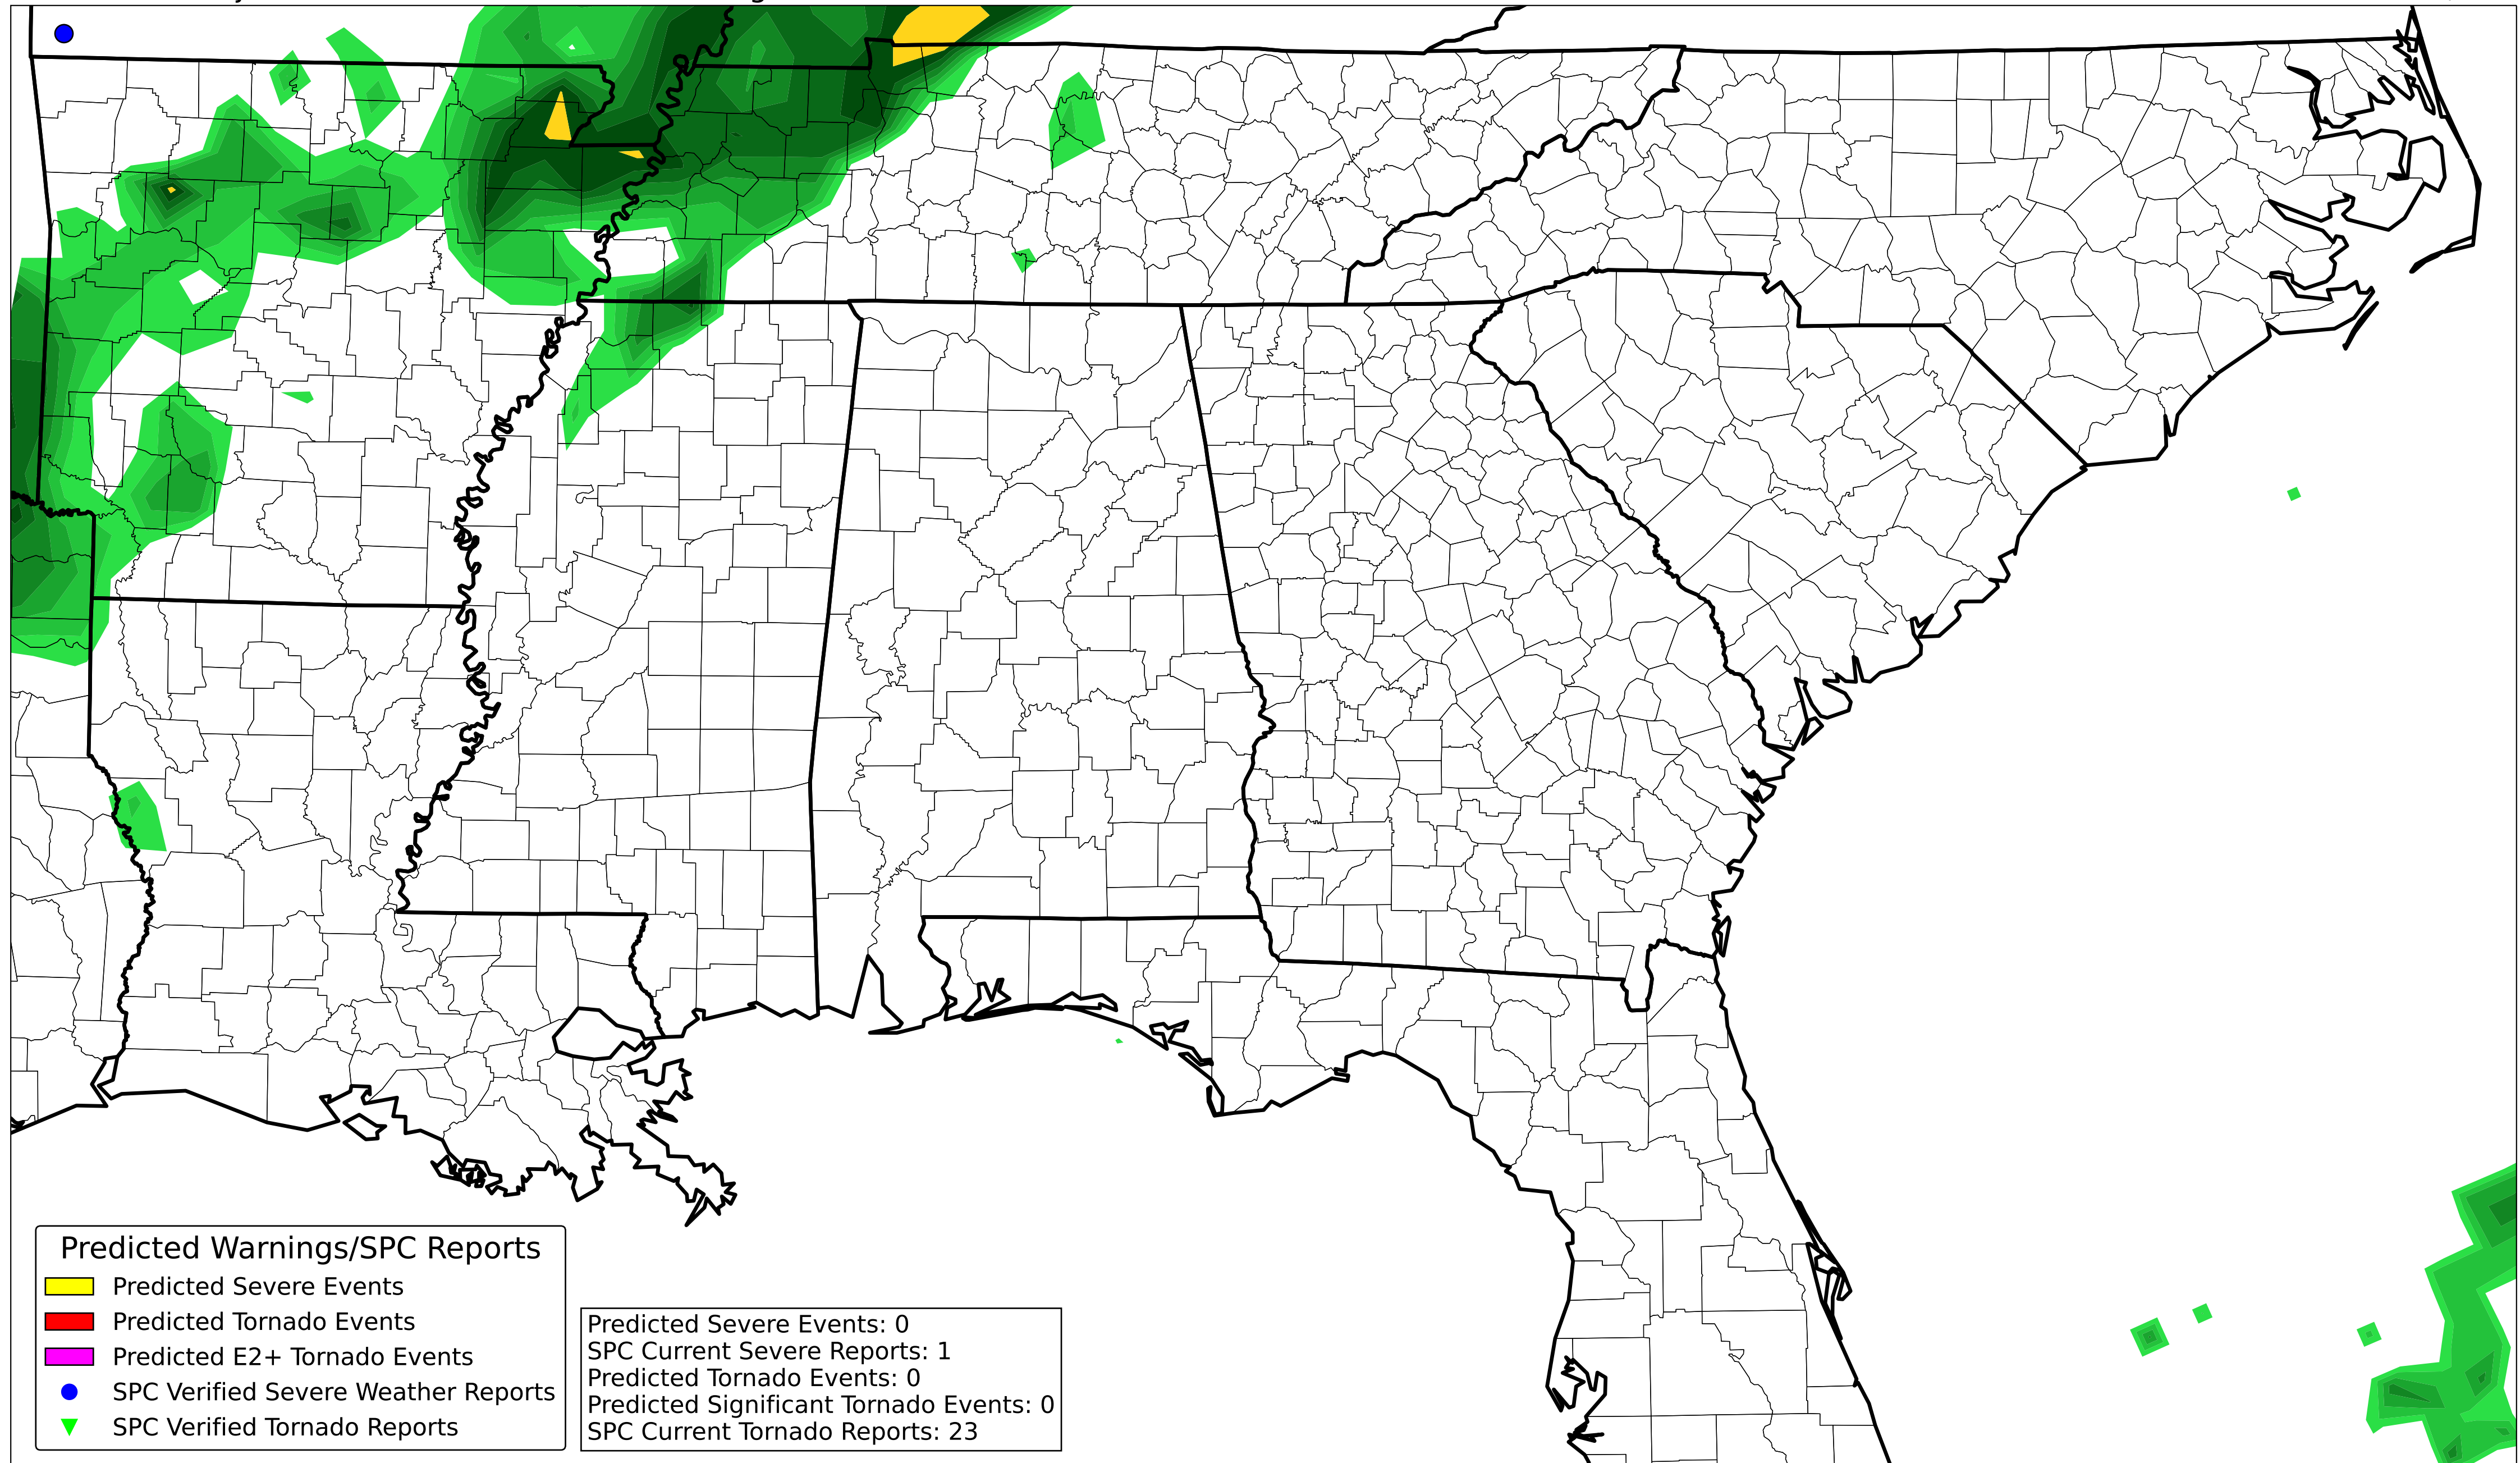 Predicted Warnings/SPC Reports
Predicted Severe Events
Predicted Tornado Events
Predicted E2+ Tornado Events
SPC Verified Severe Weather Reports
SPC Verified Tornado Reports
Predicted Severe Events: 0
SPC Current Severe Reports: 1
Predicted Tornado Events: 0
Predicted Significant Tornado Events: 0
SPC Current Tornado Reports: 23